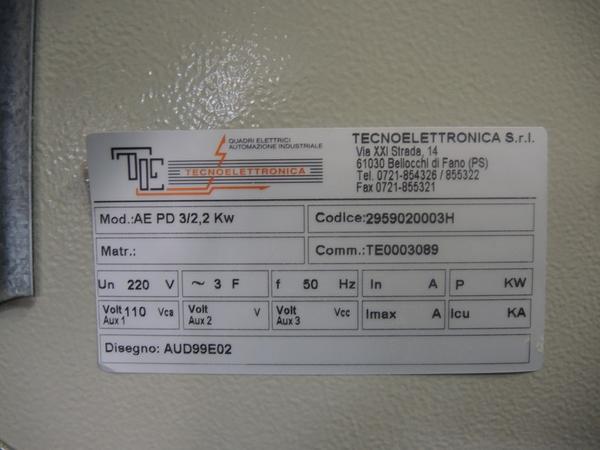 QUADRI ELETTRICI
AUTOMAZIONE INDUSTRIALE
TECNOELETTRONICA
TECNOELETTRONICA S.r.l.
Via XXI Strada, 14
61030 Bellocchi di Fano (PS)
Tel. 0721-854326 / 855322
Fax 0721-855321
Mod.:AE PD 3/2,2 Kw
Codice:2959020003H
Matr.:
Comm.:TE0003089
Un 220 V ~ 3 F f 50 Hz In A P KW
Volt 110 Vca Aux 1 Volt V Aux 2 Volt Vcc Aux 3 Imax A Icu KA
Disegno: AUD99E02